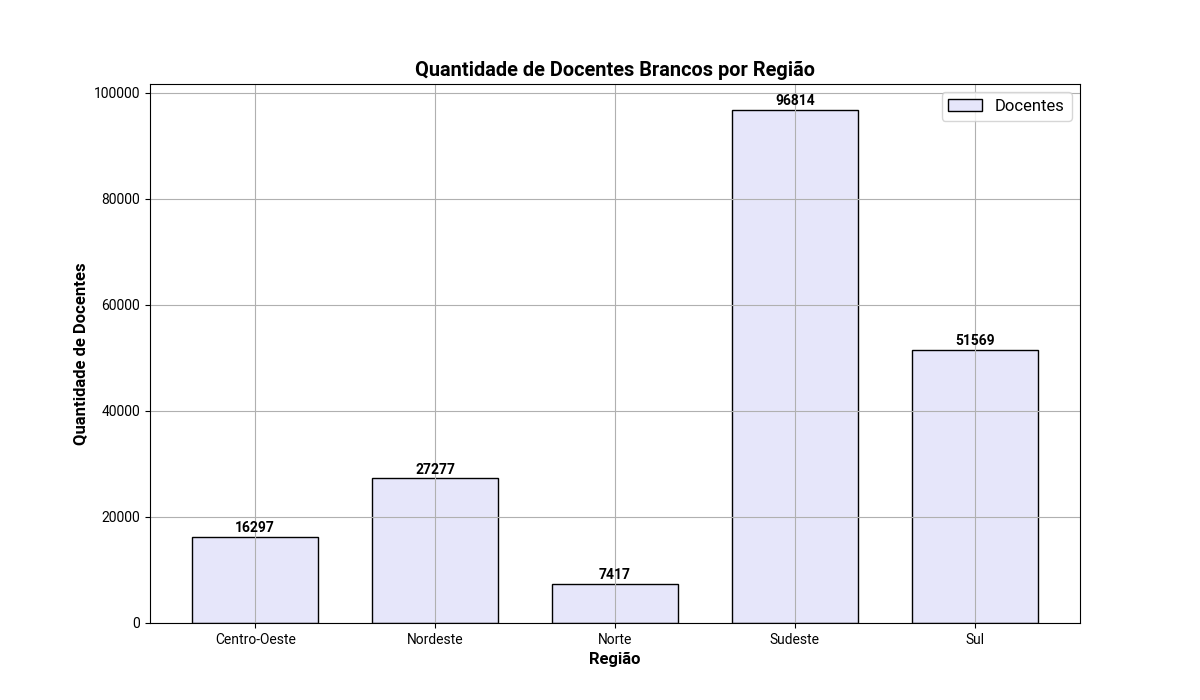 Quantidade de Docentes Brancos por Região
Docentes
Quantidade de Docentes
100000
80000
60000
40000
20000
0
16297
27277
7417
96814
51569
Centro-Oeste
Nordeste
Norte
Sudeste
Sul
Região